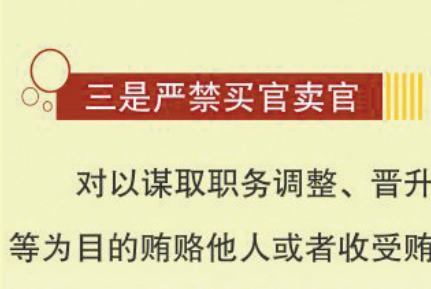 三是严禁买官卖官
对以谋取职务调整、晋升
等为目的贿赂他人或者收受贿